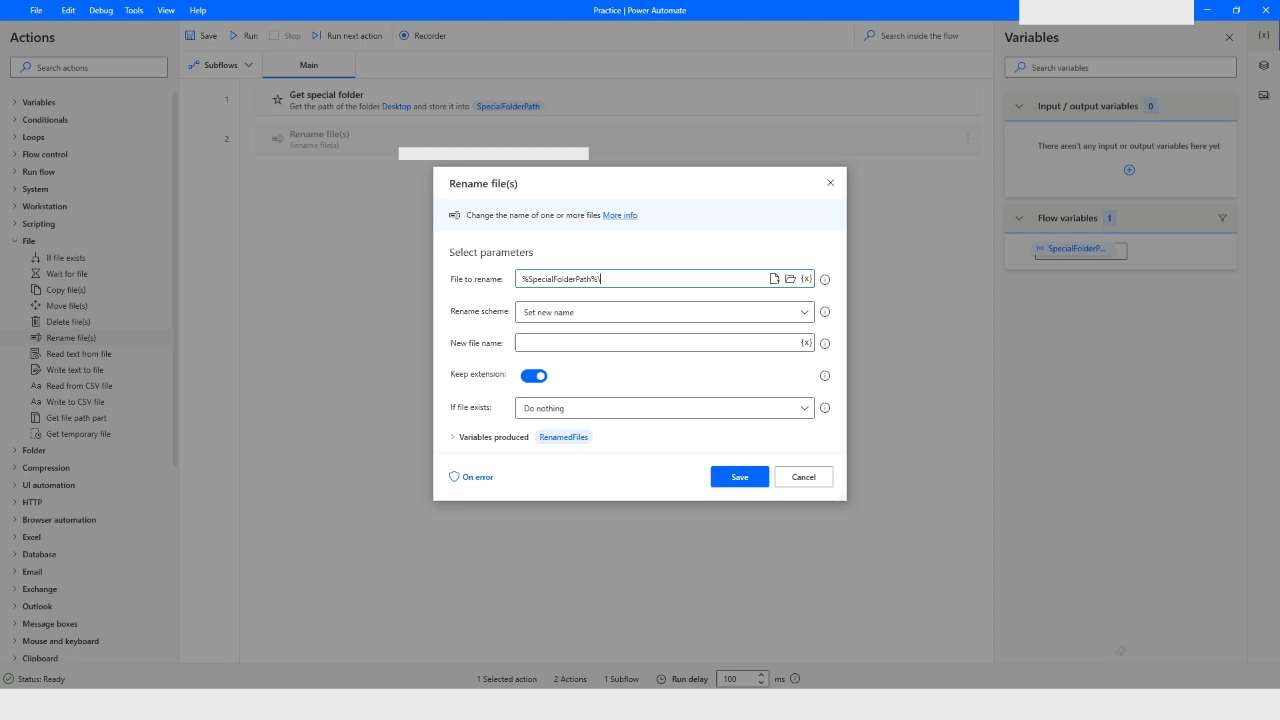 File Edit Debug Tools View Help
Practice | Power Automate
Actions
Search actions
Variables
Conditionals
Loops
Flow control
Run flow
System
Workstation
Scripting
File
If file exists
Wait for file
Copy file(s)
Move file(s)
Delete file(s)
Rename file(s)
Read text from file
Write text to file
Read from CSV file
Write to CSV file
Get file path part
Get temporary file
Folder
Compression
UI automation
HTTP
Browser automation
Excel
Database
Email
Exchange
Outlook
Message boxes
Mouse and keyboard
Clipboard
Save Run Stop Run next action Recorder
Search inside the flow
Subflows Main
1 Get special folder
Get the path of the folder Desktop and store it into SpecialFolderPath
2 Rename file(s)
Rename file(s)
Rename file(s)
Change the name of one or more files More info
Select parameters
File to rename: %SpecialFolderPath%\ {x}
Rename scheme: Set new name
New file name: {x}
Keep extension:
If file exists: Do nothing
Variables produced RenamedFiles
On error Save Cancel
Variables
{x}
Search variables
Input / output variables 0
There aren't any input or output variables here yet
Flow variables 1
(x) SpecialFolderP...
Status: Ready 1 Selected action 2 Actions 1 Subflow Run delay 100 ms